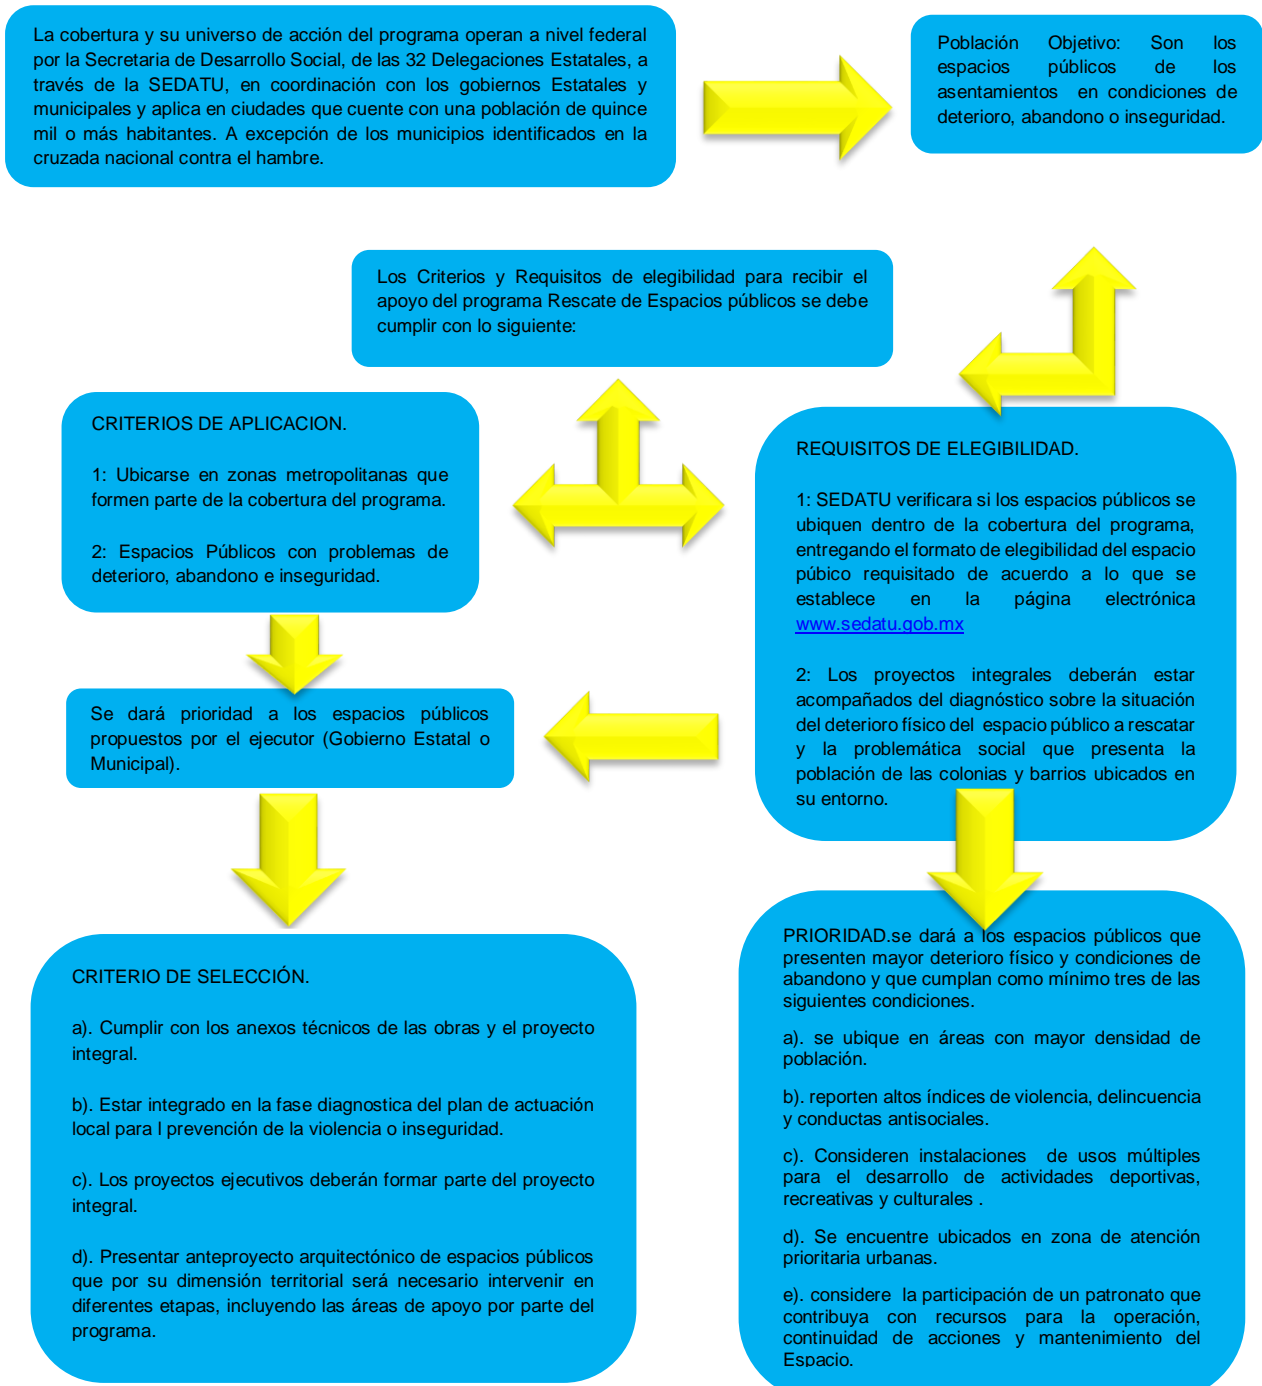 La cobertura y su universo de acción del programa operan a nivel federal
por la Secretaria de Desarrollo Social, de las 32 Delegaciones Estatales, a
través de la SEDATU, en coordinación con los gobiernos Estatales y
municipales y aplica en ciudades que cuente con una población de quince
mil o más habitantes. A excepción de los municipios identificados en la
cruzada nacional contra el hambre.
Población Objetivo: Son los
espacios públicos de los
asentamientos en condiciones de
deterioro, abandono o inseguridad.
Los Criterios y Requisitos de elegibilidad para recibir el
apoyo del programa Rescate de Espacios públicos se debe
cumplir con lo siguiente:
CRITERIOS DE APLICACION.
1: Ubicarse en zonas metropolitanas que
formen parte de la cobertura del programa.
2: Espacios Públicos con problemas de
deterioro, abandono e inseguridad.
REQUISITOS DE ELEGIBILIDAD.
1: SEDATU verificara si los espacios públicos se
ubiquen dentro de la cobertura del programa,
entregando el formato de elegibilidad del espacio
púbico requisitado de acuerdo a lo que se
establece en la página electrónica
www.sedatu.gob.mx
2: Los proyectos integrales deberán estar
acompañados del diagnóstico sobre la situación
del deterioro físico del espacio público a rescatar
y la problemática social que presenta la
población de las colonias y barrios ubicados en
su entorno.
Se dará prioridad a los espacios públicos
propuestos por el ejecutor (Gobierno Estatal o
Municipal).
CRITERIO DE SELECCIÓN.
a). Cumplir con los anexos técnicos de las obras y el proyecto
integral.
b). Estar integrado en la fase diagnostica del plan de actuación
local para l prevención de la violencia o inseguridad.
c). Los proyectos ejecutivos deberán formar parte del proyecto
integral.
d). Presentar anteproyecto arquitectónico de espacios públicos
que por su dimensión territorial será necesario intervenir en
diferentes etapas, incluyendo las áreas de apoyo por parte del
programa.
PRIORIDAD.se dará a los espacios públicos que
presenten mayor deterioro físico y condiciones de
abandono y que cumplan como mínimo tres de las
siguientes condiciones.
a). se ubique en áreas con mayor densidad de
población.
b). reporten altos índices de violencia, delincuencia
y conductas antisociales.
c). Consideren instalaciones de usos múltiples
para el desarrollo de actividades deportivas,
recreativas y culturales .
d). Se encuentre ubicados en zona de atención
prioritaria urbanas.
e). considere la participación de un patronato que
contribuya con recursos para la operación,
continuidad de acciones y mantenimiento del
Espacio.